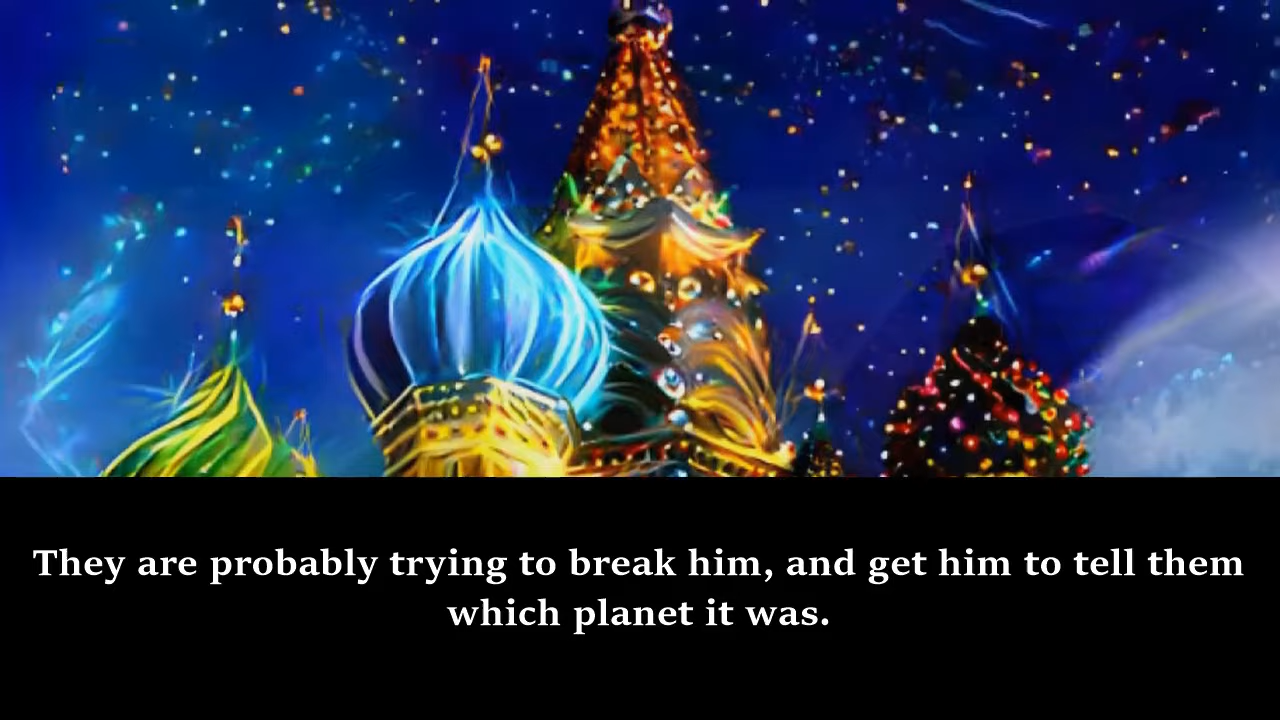 They are probably trying to break him, and get him to tell them
which planet it was.